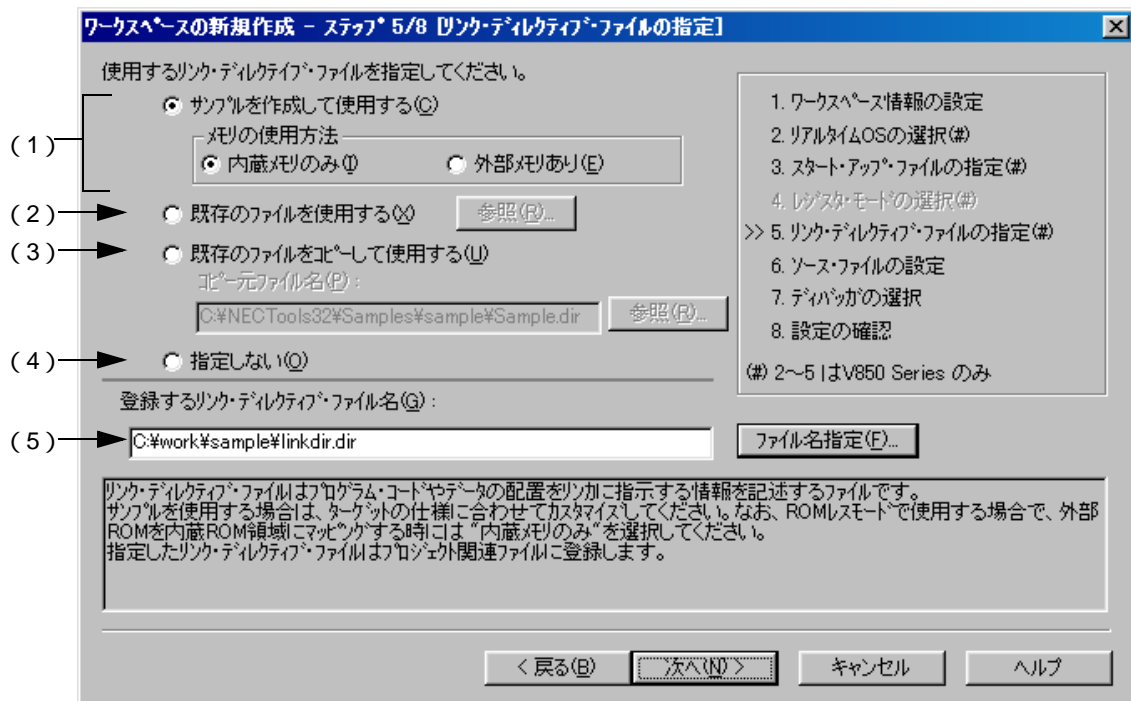 ワークスペースの新規作成 − ステップ 5/8 [リンク・ディレクティブ・ファイルの指定]
使用するリンク・ディレクティブ・ファイルを指定してください。
(1)
サンプルを作成して使用する(C)
メモリの使用方法
内蔵メモリのみ(I)
外部メモリあり(E)
(2)
既存のファイルを使用する(X)
参照(R)...
(3)
既存のファイルをコピーして使用する(U)
コピー元ファイル名(P):
C:¥NECTools32¥Samples¥sample¥Sample.dir
参照(R)...
(4)
指定しない(O)
登録するリンク・ディレクティブ・ファイル名(G):
(5)
C:¥work¥sample¥linkdir.dir
ファイル名指定(F)...
1. ワークスペース情報の設定
2. リアルタイムOSの選択(#)
3. スタート・アップ・ファイルの指定(#)
4. レジスタ・モードの選択(#)
>> 5. リンク・ディレクティブ・ファイルの指定(#)
6. ソース・ファイルの設定
7. ディバッガの選択
8. 設定の確認
(#) 2〜5 はV850 Series のみ
リンク・ディレクティブ・ファイルはプログラム・コードやデータの配置をリンカに指示する情報を記述するファイルです。
サンプルを使用する場合は、ターゲットの仕様に合わせてカスタマイズしてください。なお、ROMレスモードで使用する場合で、外部
ROMを内蔵ROM領域にマッピングする時には "内蔵メモリのみ"を選択してください。
指定したリンク・ディレクティブ・ファイルはプロジェクト関連ファイルに登録します。
< 戻る(B)
次へ(N) >
キャンセル
ヘルプ